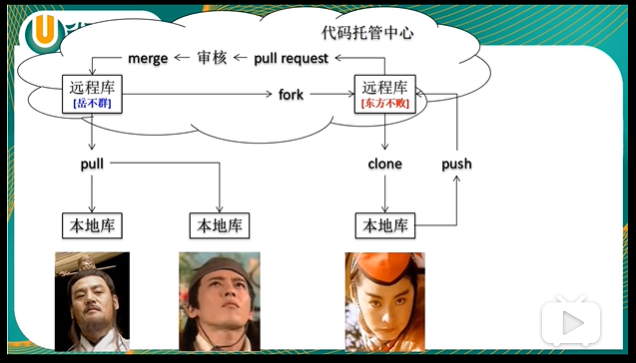 代码托管中心
merge
审核
pull request
远程库
[岳不群]
fork
远程库
[东方不败]
pull
clone
push
本地库
本地库
本地库